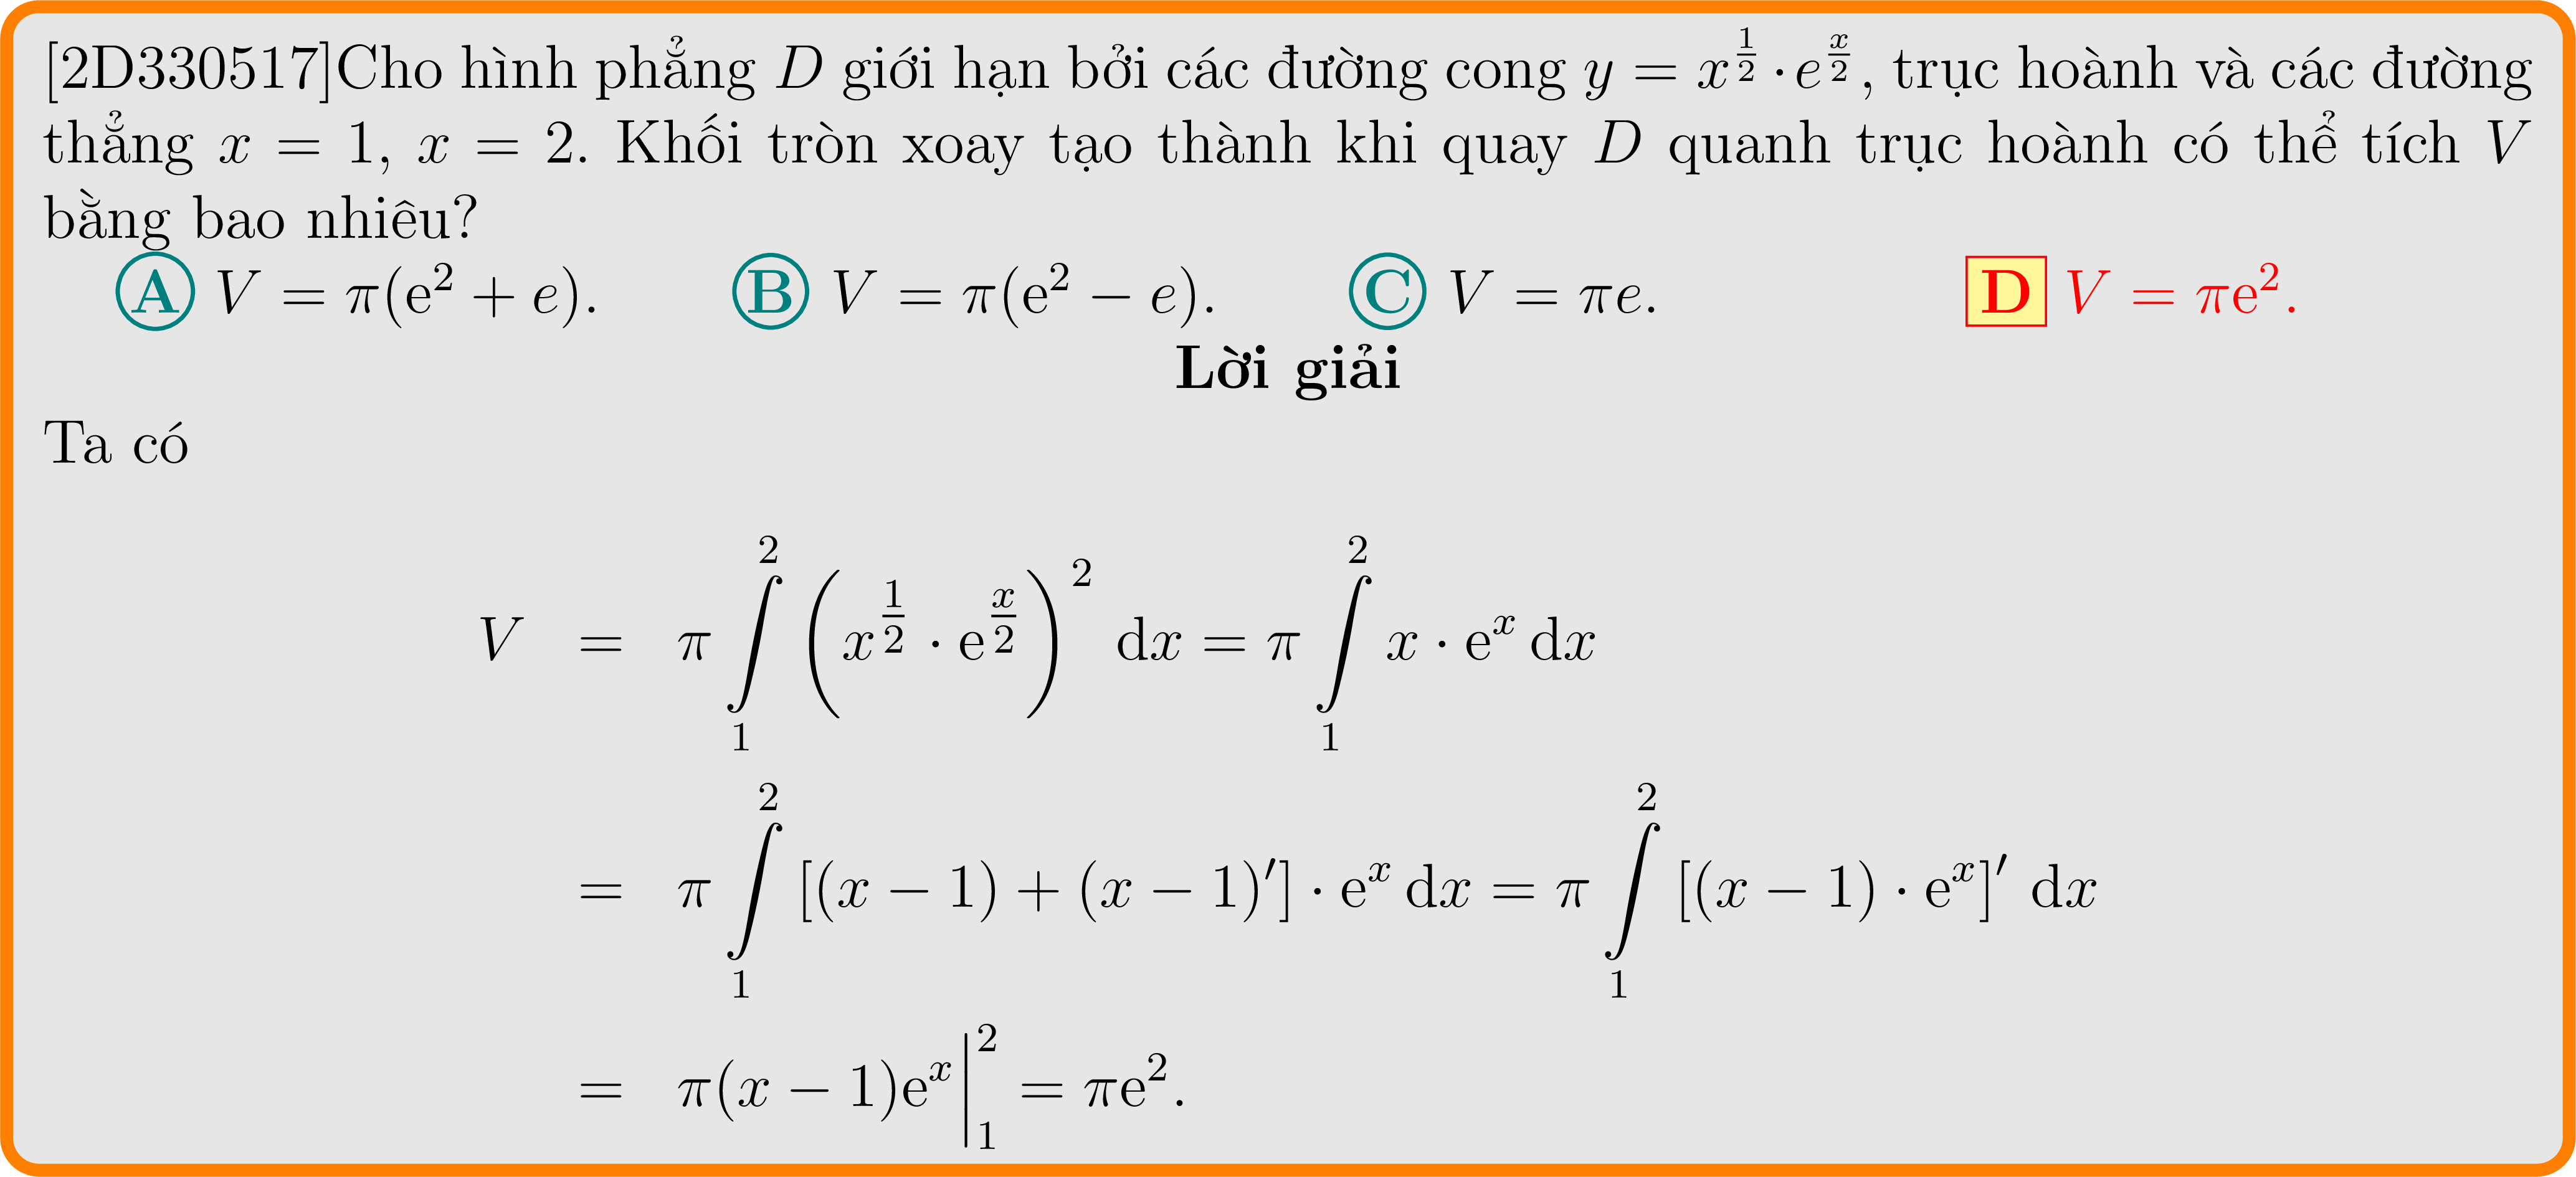 [2D330517]Cho hình phẳng D giới hạn bởi các đường cong $y = x^{\frac{1}{2}} \cdot e^{\frac{x}{2}}$, trục hoành và các đường
thẳng $x = 1$, $x = 2$. Khối tròn xoay tạo thành khi quay D quanh trục hoành có thể tích V
bằng bao nhiêu?
A $V = \pi(\mathrm{e}^2 + e)$. B $V = \pi(\mathrm{e}^2 - e)$. C $V = \pi e$. D $V = \pi \mathrm{e}^2$.
Lời giải
Ta có
$V = \pi \int\limits_1^2 \left( x^{\frac{1}{2}} \cdot \mathrm{e}^{\frac{x}{2}} \right)^2 \mathrm{d}x = \pi \int\limits_1^2 x \cdot \mathrm{e}^x \, \mathrm{d}x$
$= \pi \int\limits_1^2 [(x - 1) + (x - 1)'] \cdot \mathrm{e}^x \, \mathrm{d}x = \pi \int\limits_1^2 [(x - 1) \cdot \mathrm{e}^x]' \, \mathrm{d}x$
$= \pi(x - 1)\mathrm{e}^x \Big|_1^2 = \pi \mathrm{e}^2$.